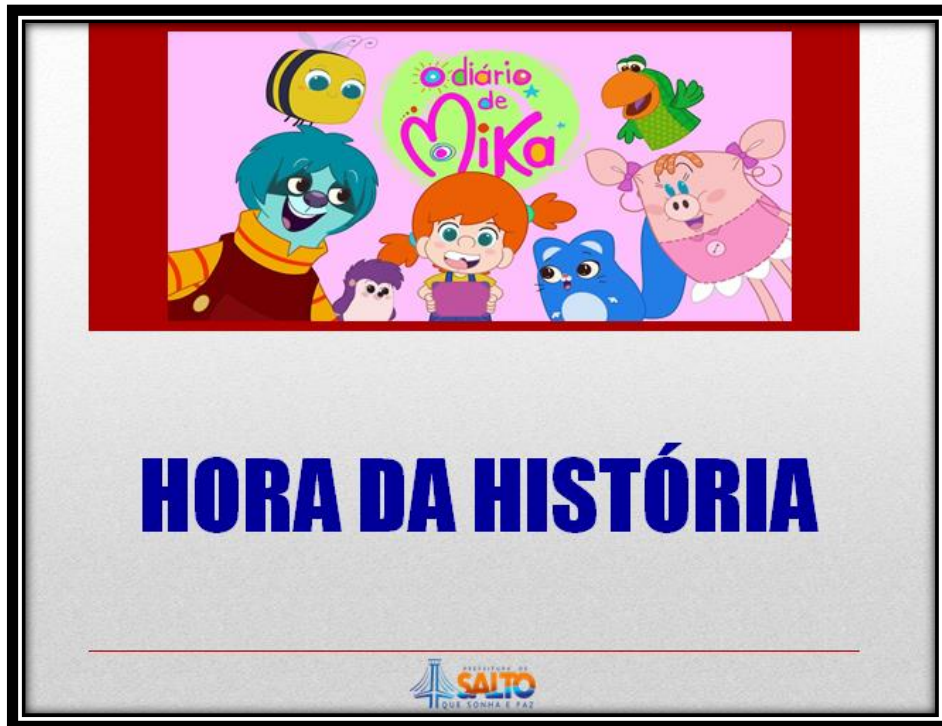 o diário
de
Mika
HORA DA HISTÓRIA
PREFEITURA DE
SALTO
QUE SONHA E FAZ